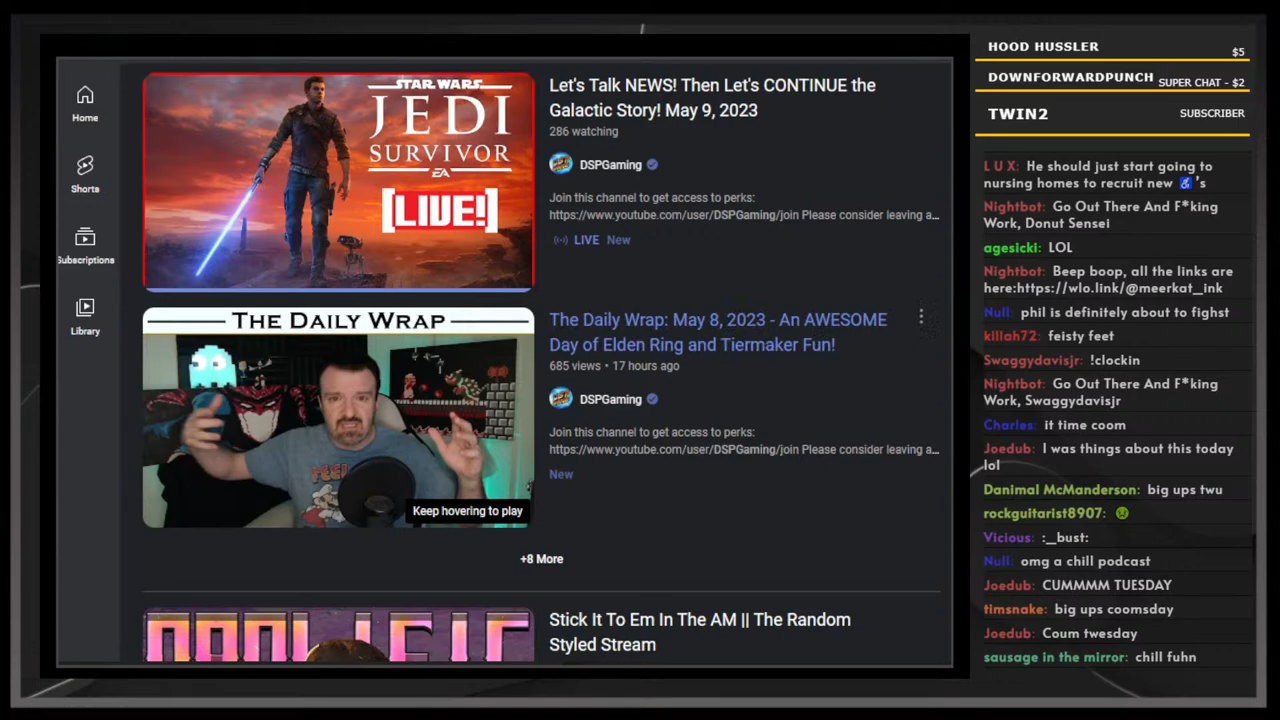 Home
Shorts
Subscriptions
Library
STAR WARS
JEDI
SURVIVOR
EA
[LIVE!]
Let's Talk NEWS! Then Let's CONTINUE the
Galactic Story! May 9, 2023
286 watching
DSPGaming
Join this channel to get access to perks:
https://www.youtube.com/user/DSPGaming/join Please consider leaving a...
LIVE New
THE DAILY WRAP
Keep hovering to play
The Daily Wrap: May 8, 2023 - An AWESOME
Day of Elden Ring and Tiermaker Fun!
685 views • 17 hours ago
DSPGaming
Join this channel to get access to perks:
https://www.youtube.com/user/DSPGaming/join Please consider leaving a...
New
+8 More
Stick It To Em In The AM || The Random
Styled Stream
HOOD HUSSLER $5
DOWNFORWARDPUNCH SUPER CHAT - $2
TWIN2 SUBSCRIBER
L U X: He should just start going to
nursing homes to recruit new ♿'s
Nightbot: Go Out There And F*king
Work, Donut Sensei
agesicki: LOL
Nightbot: Beep boop, all the links are
here:https://wlo.link/@meerkat_ink
Null: phil is definitely about to fighst
killah72: feisty feet
Swaggydavisjr: !clockin
Nightbot: Go Out There And F*king
Work, Swaggydavisjr
Charles: it time coom
Joedub: I was things about this today
lol
Danimal McManderson: big ups twu
rockguitarist8907:
Vicious: :_bust:
Null: omg a chill podcast
Joedub: CUMMMM TUESDAY
timsnake: big ups coomsday
Joedub: Coum twesday
sausage in the mirror: chill fuhn